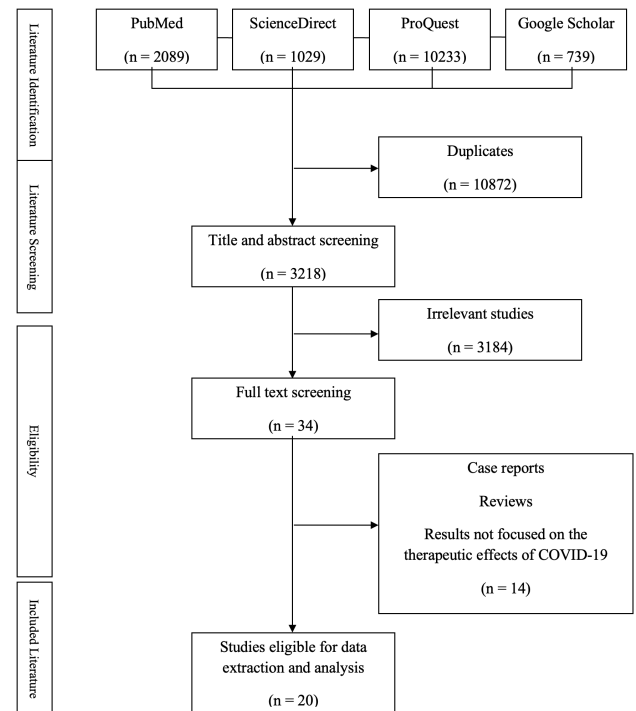 Literature Identification
PubMed
(n = 2089)
ScienceDirect
(n = 1029)
ProQuest
(n = 10233)
Google Scholar
(n = 739)
Duplicates
(n = 10872)
Literature Screening
Title and abstract screening
(n = 3218)
Irrelevant studies
(n = 3184)
Eligibility
Full text screening
(n = 34)
Case reports
Reviews
Results not focused on the
therapeutic effects of COVID-19
(n = 14)
Included Literature
Studies eligible for data
extraction and analysis
(n = 20)